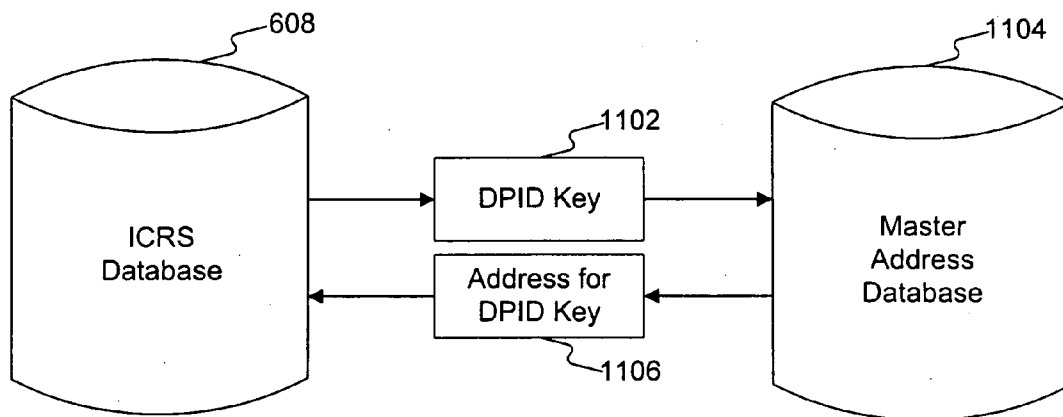 608
1104
1102
DPID Key
ICRS
Database
Master
Address
Database
Address for
DPID Key
1106